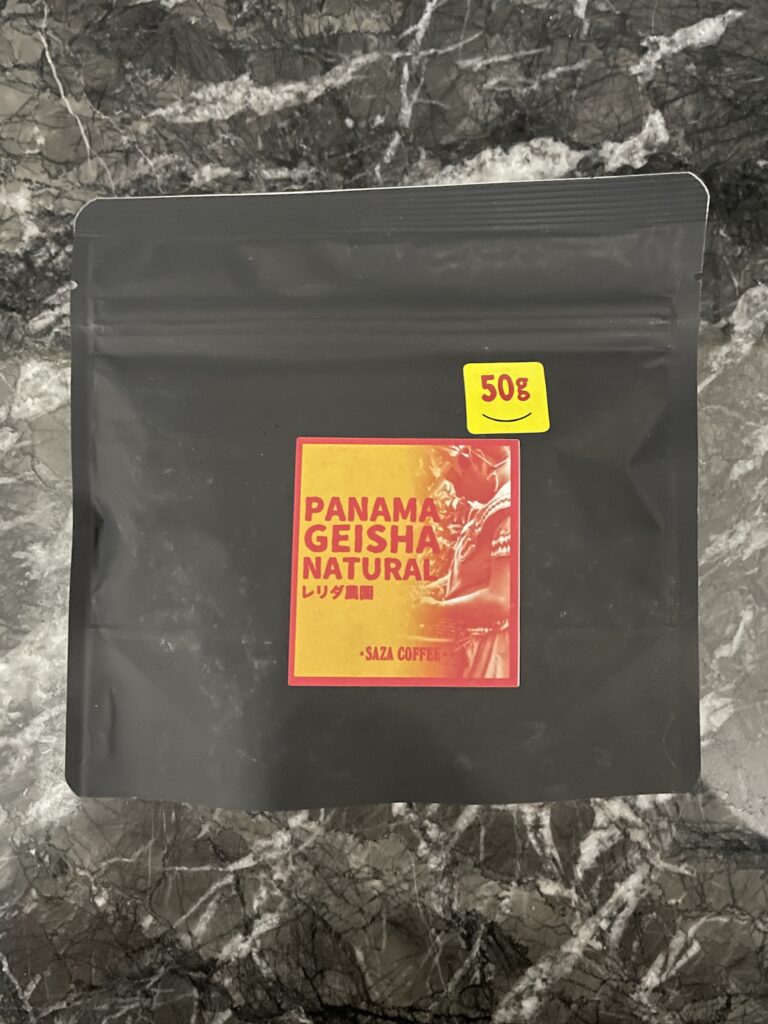 50g
PANAMA
GEISHA
NATURAL
レリダ農園
・SAZA COFFEE・